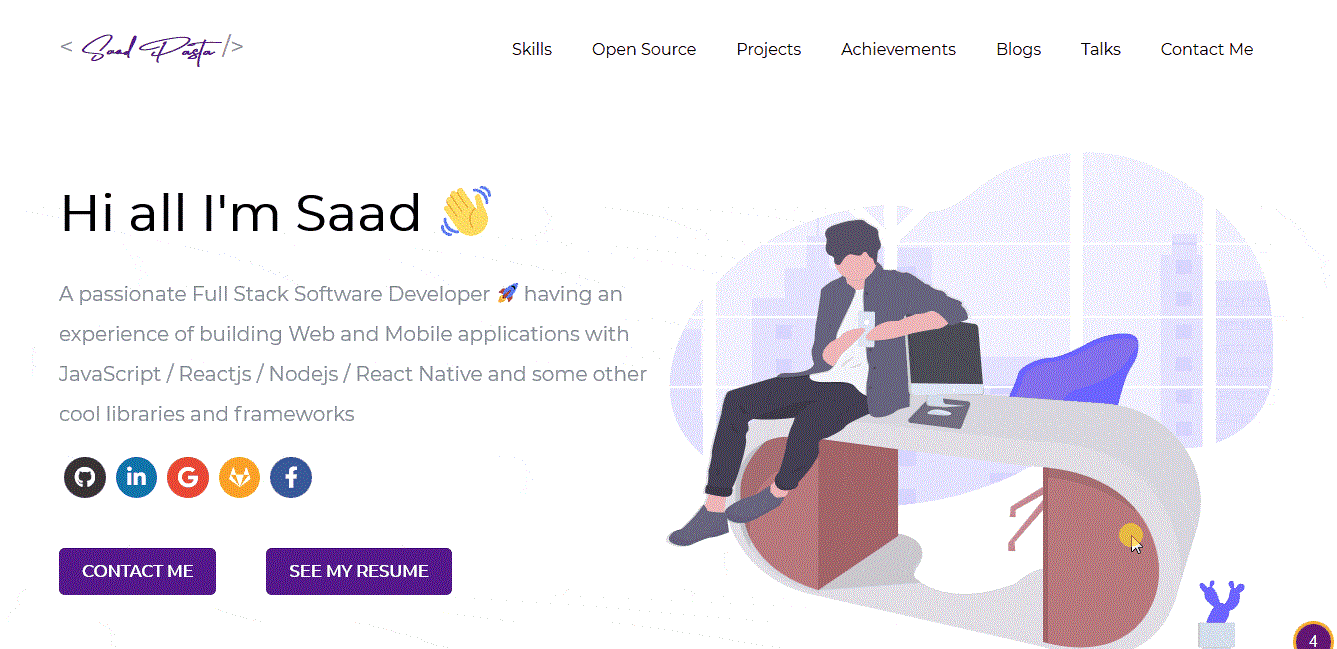 < Saad Pasta />
Skills Open Source Projects Achievements Blogs Talks Contact Me
Hi all I'm Saad 👋
A passionate Full Stack Software Developer 🚀 having an
experience of building Web and Mobile applications with
JavaScript / Reactjs / Nodejs / React Native and some other
cool libraries and frameworks
in G f
CONTACT ME SEE MY RESUME
4